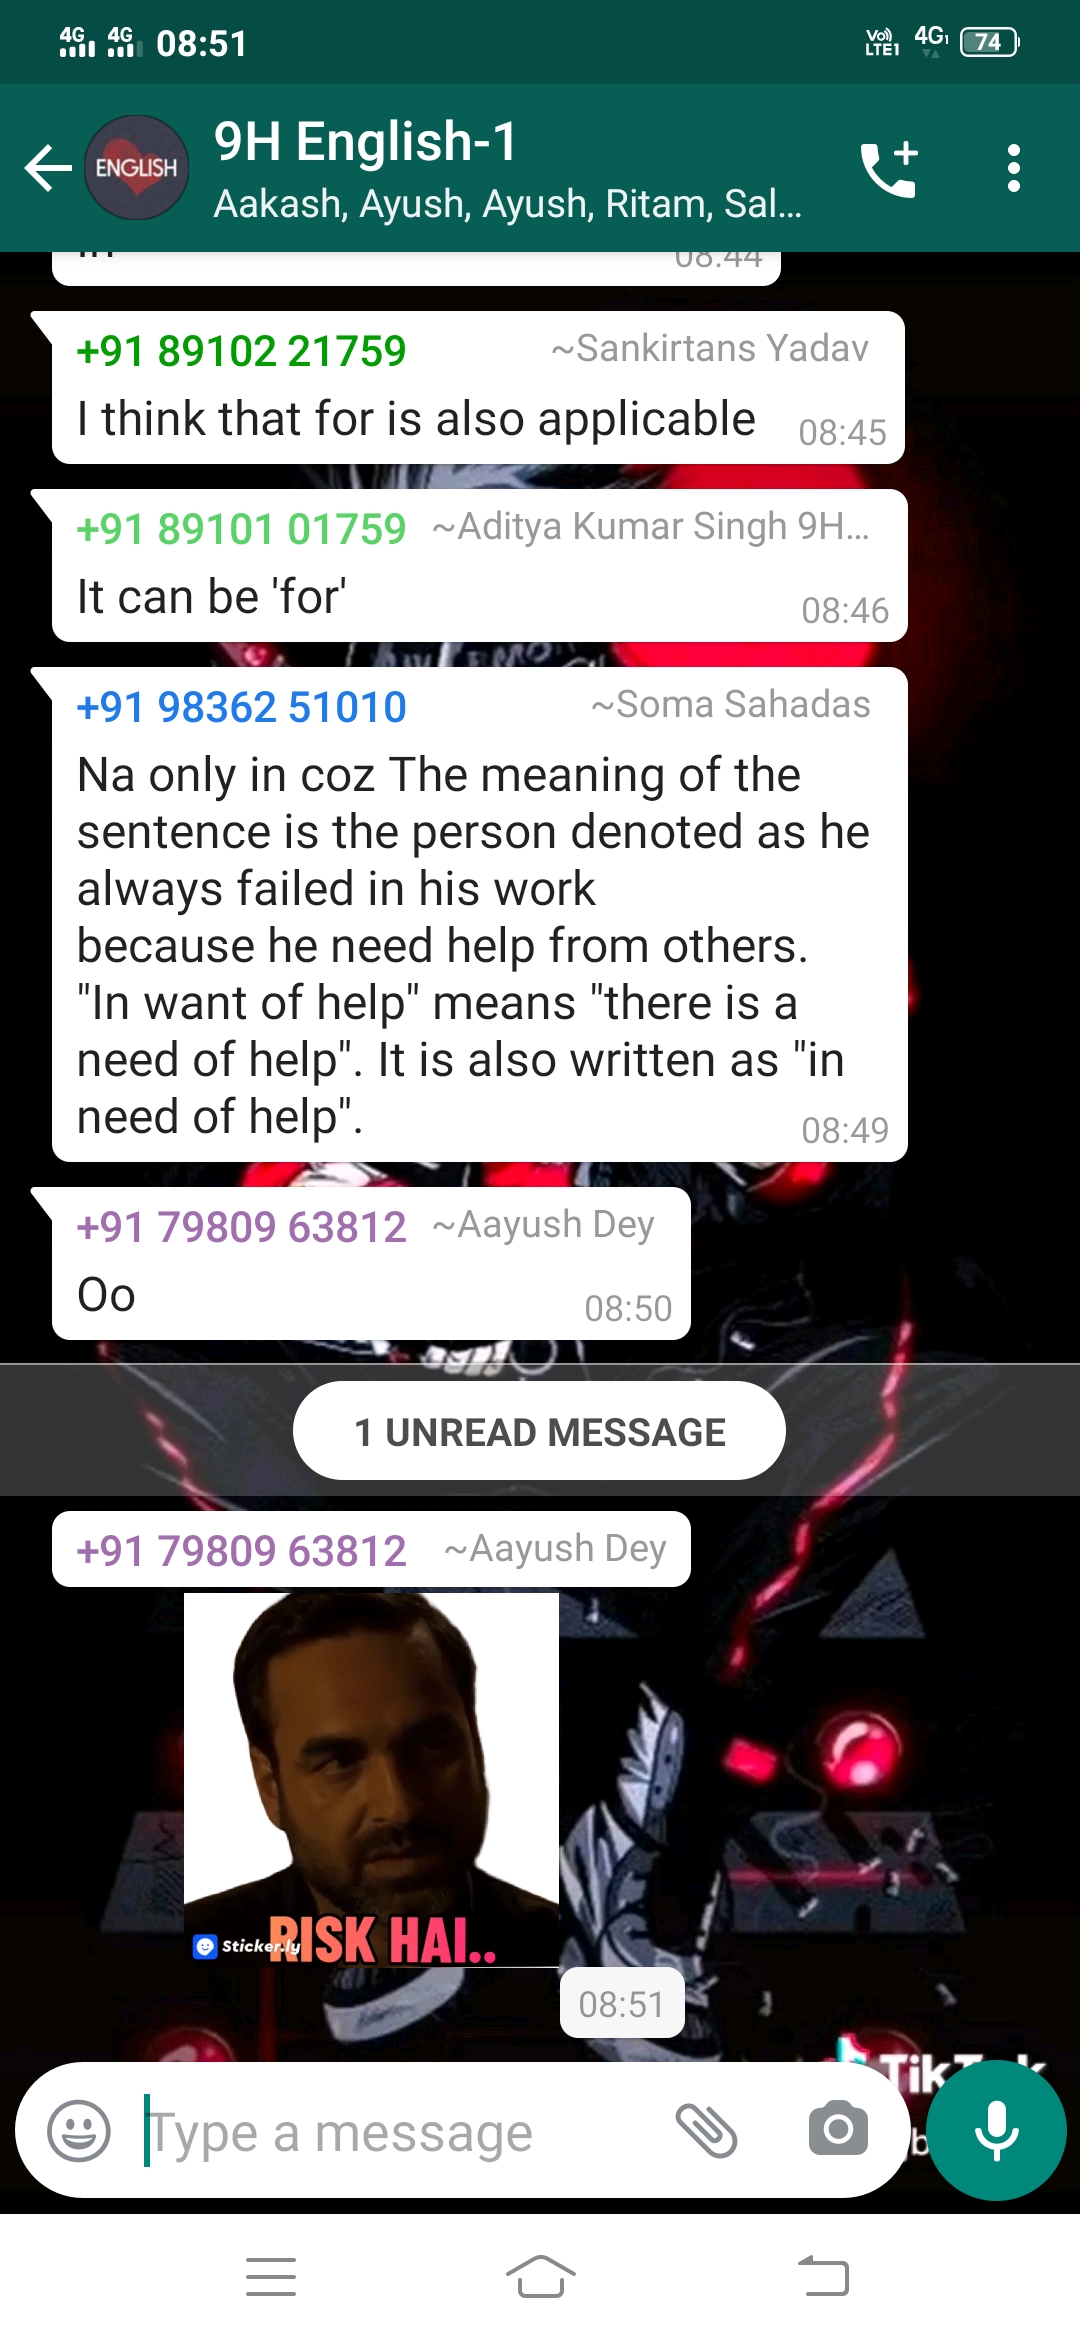 4G 4G 08:51 Vo) LTE1 4G1 74
ENGLISH
9H English-1
Aakash, Ayush, Ayush, Ritam, Sal...
08:44
+91 89102 21759 ~Sankirtans Yadav
I think that for is also applicable 08:45
+91 89101 01759 ~Aditya Kumar Singh 9H...
It can be 'for' 08:46
+91 98362 51010 ~Soma Sahadas
Na only in coz The meaning of the
sentence is the person denoted as he
always failed in his work
because he need help from others.
"In want of help" means "there is a
need of help". It is also written as "in
need of help". 08:49
+91 79809 63812 ~Aayush Dey
Oo 08:50
1 UNREAD MESSAGE
+91 79809 63812 ~Aayush Dey
Sticker.ly RISK HAI..
08:51
TikTok
Type a message